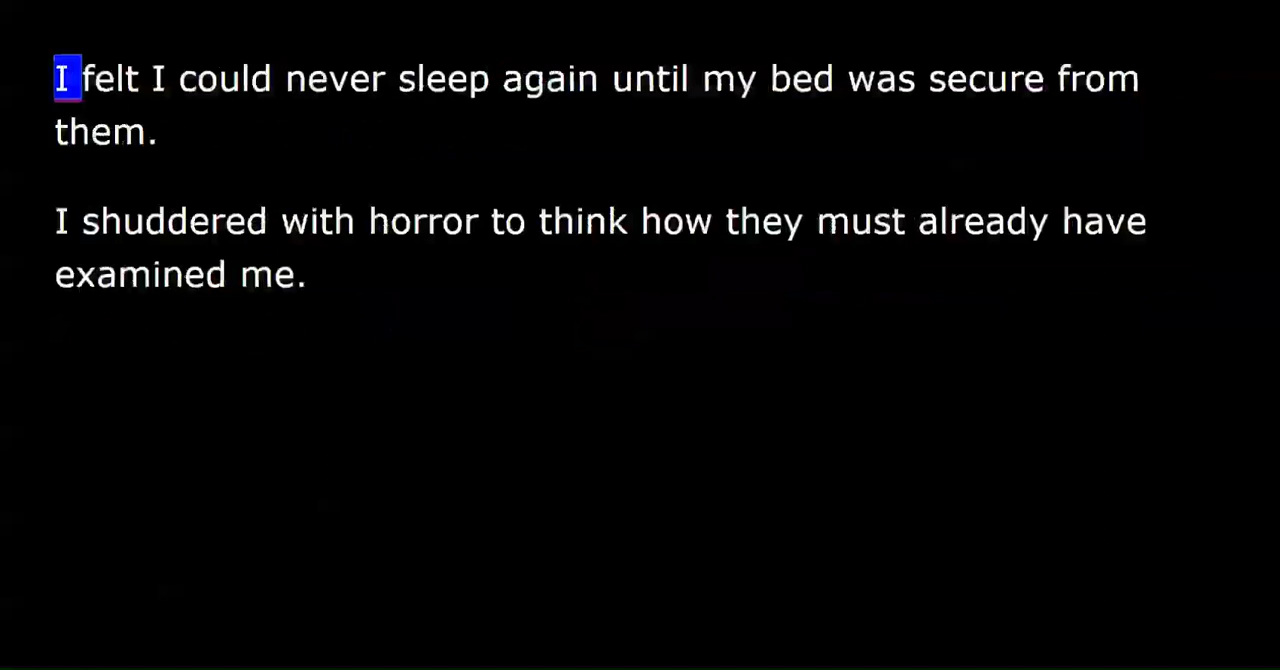 I felt I could never sleep again until my bed was secure from
them.
I shuddered with horror to think how they must already have
examined me.